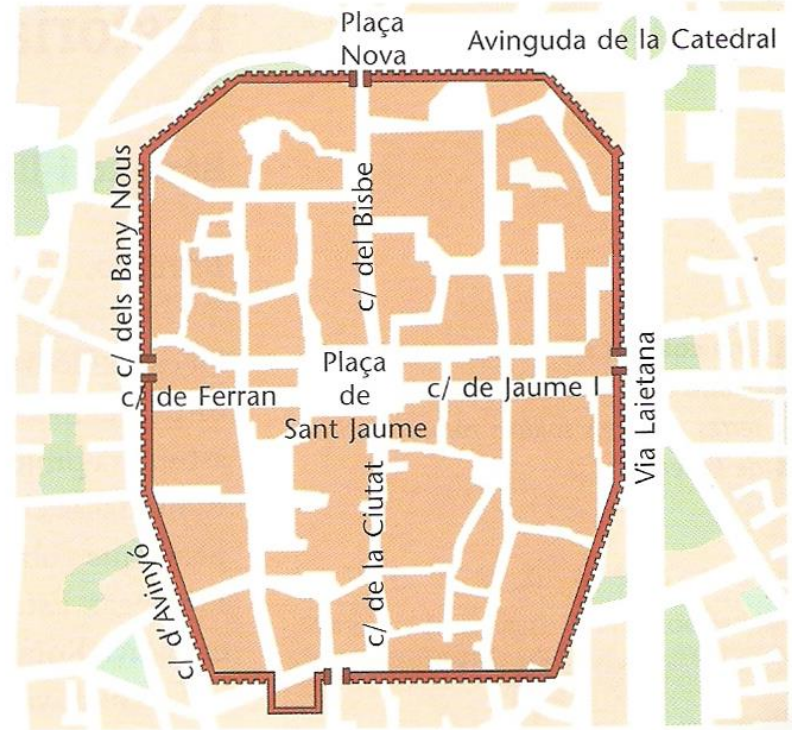 Plaça
Nova
Avinguda de la Catedral
c/ dels Bany Nous
c/ del Bisbe
Plaça
de
Sant Jaume
c/ de Ferran
c/ de Jaume I
Via Laietana
c/ de la Ciutat
c/ d'Avinyó